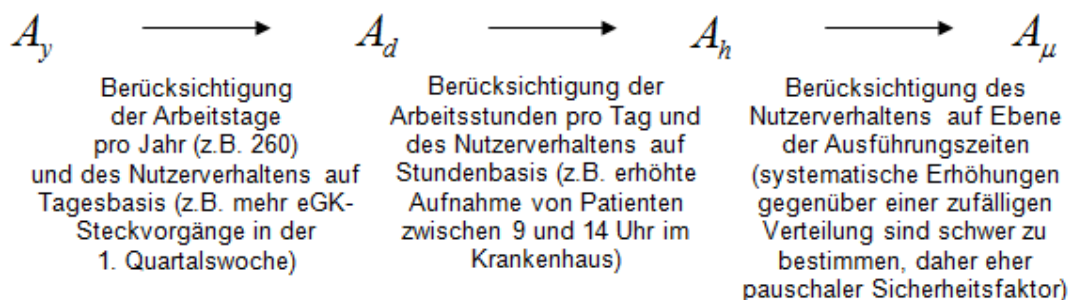 A_y → A_d → A_h → A_μ
Berücksichtigung
der Arbeitstage
pro Jahr (z.B. 260)
und des Nutzerverhaltens auf
Tagesbasis (z.B. mehr eGK-
Steckvorgänge in der
1. Quartalswoche)
Berücksichtigung der
Arbeitsstunden pro Tag und
des Nutzerverhaltens auf
Stundenbasis (z.B. erhöhte
Aufnahme von Patienten
zwischen 9 und 14 Uhr im
Krankenhaus)
Berücksichtigung des
Nutzerverhaltens auf Ebene
der Ausführungszeiten
(systematische Erhöhungen
gegenüber einer zufälligen
Verteilung sind schwer zu
bestimmen, daher eher
pauschaler Sicherheitsfaktor)